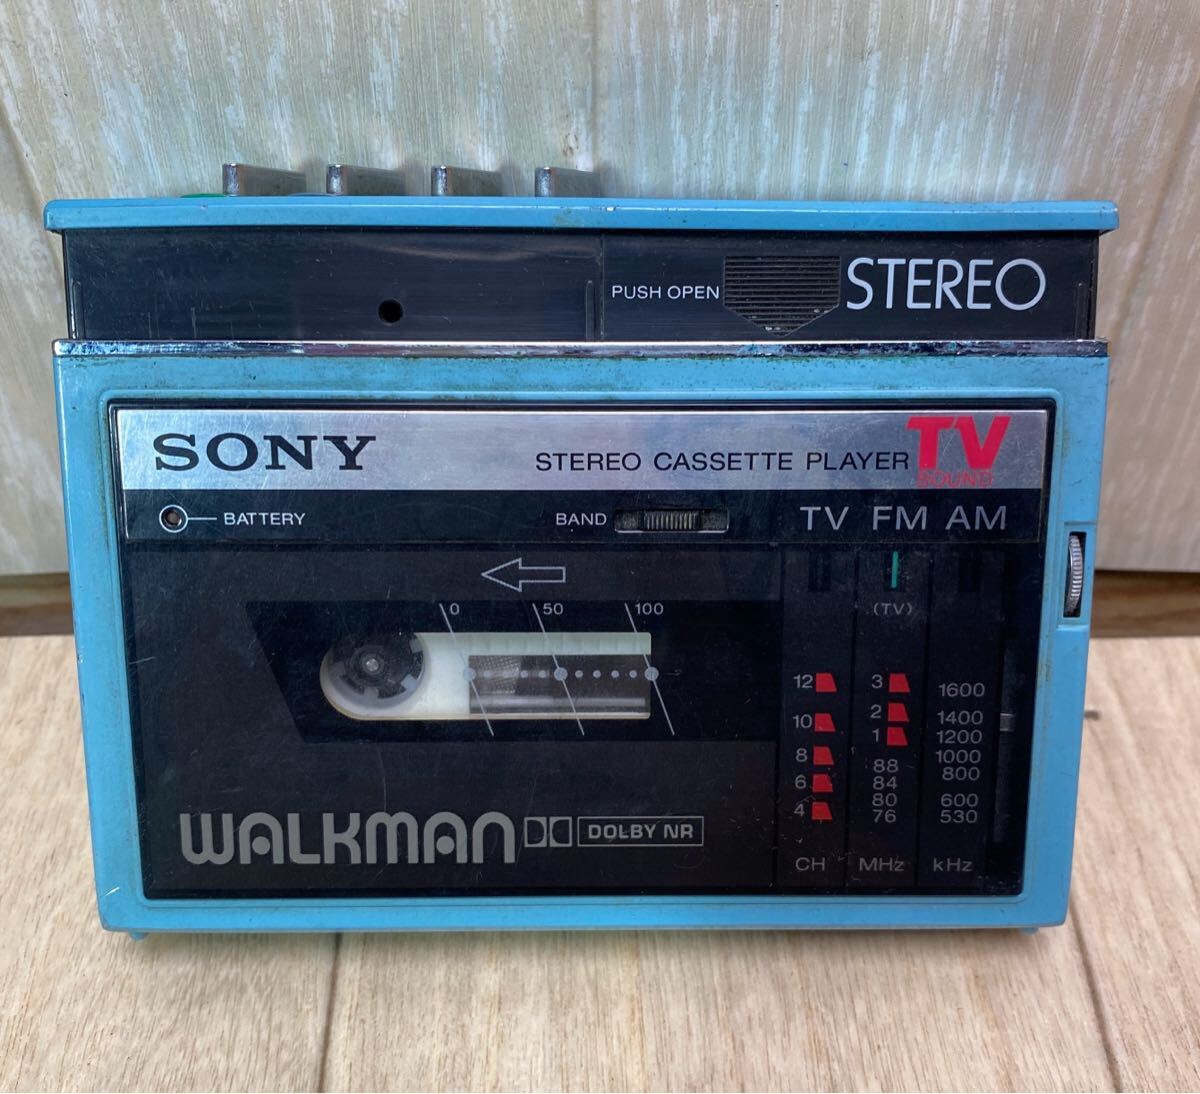 PUSH OPEN STEREO
SONY STEREO CASSETTE PLAYER TV SOUND
BATTERY BAND TV FM AM
(TV)
0 50 100
12 3 1600
10 2 1400
1 1200
8 88 1000
6 84 800
4 80 600
76 530
WALKMAN DOLBY NR
CH MHz kHz